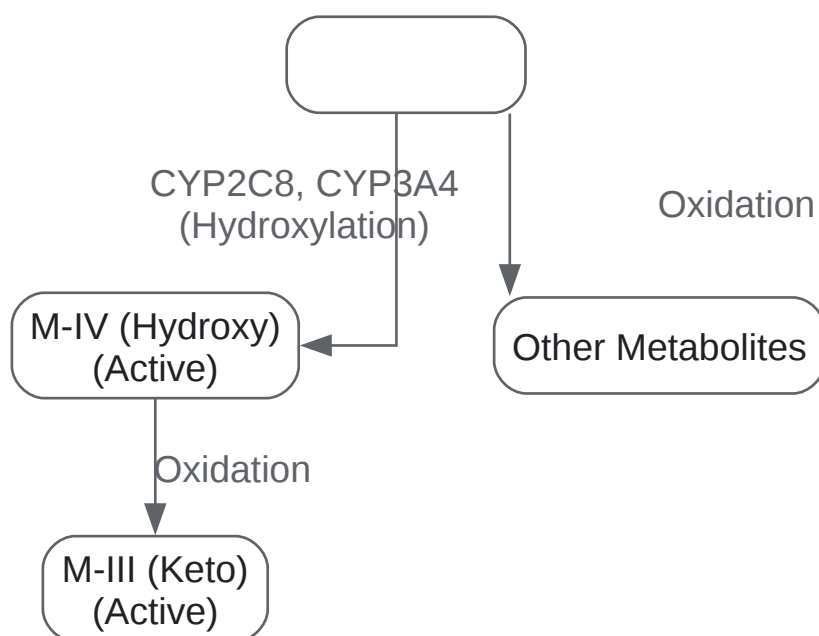 CYP2C8, CYP3A4
(Hydroxylation)
Oxidation
M-IV (Hydroxy)
(Active)
Other Metabolites
Oxidation
M-III (Keto)
(Active)